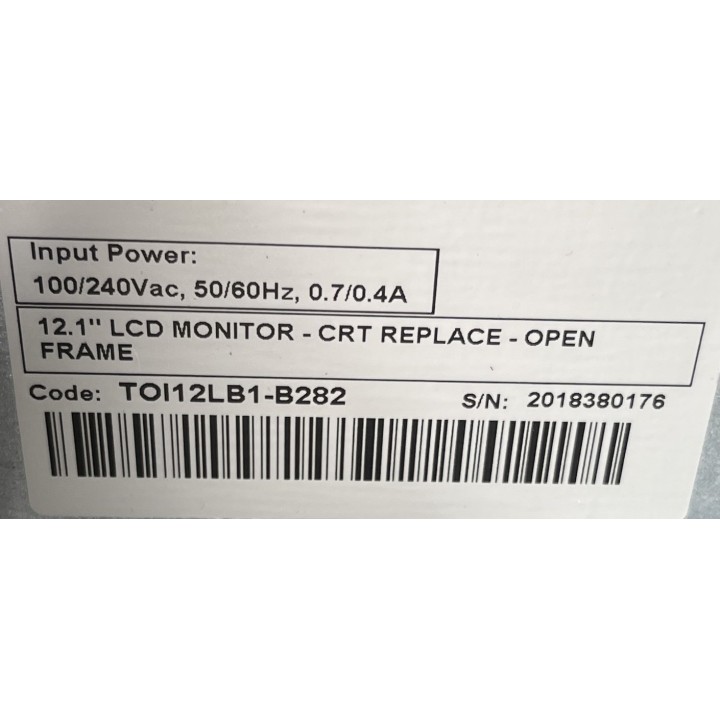 Input Power:
100/240Vac, 50/60Hz, 0.7/0.4A
12.1" LCD MONITOR - CRT REPLACE - OPEN
FRAME
Code: TOI12LB1-B282 S/N: 2018380176